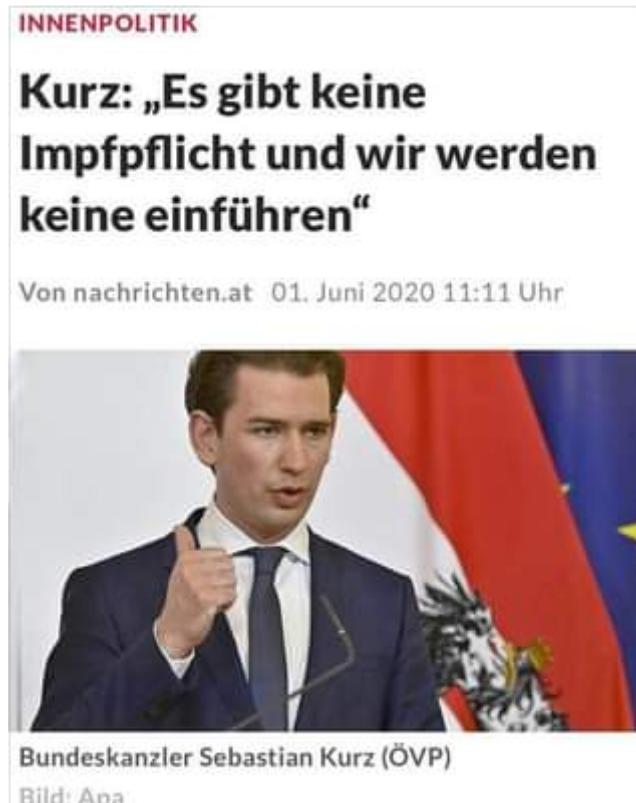 INNENPOLITIK
Kurz: „Es gibt keine
Impfpflicht und wir werden
keine einführen“
Von nachrichten.at 01. Juni 2020 11:11 Uhr
Bundeskanzler Sebastian Kurz (ÖVP)
Bild: Apa